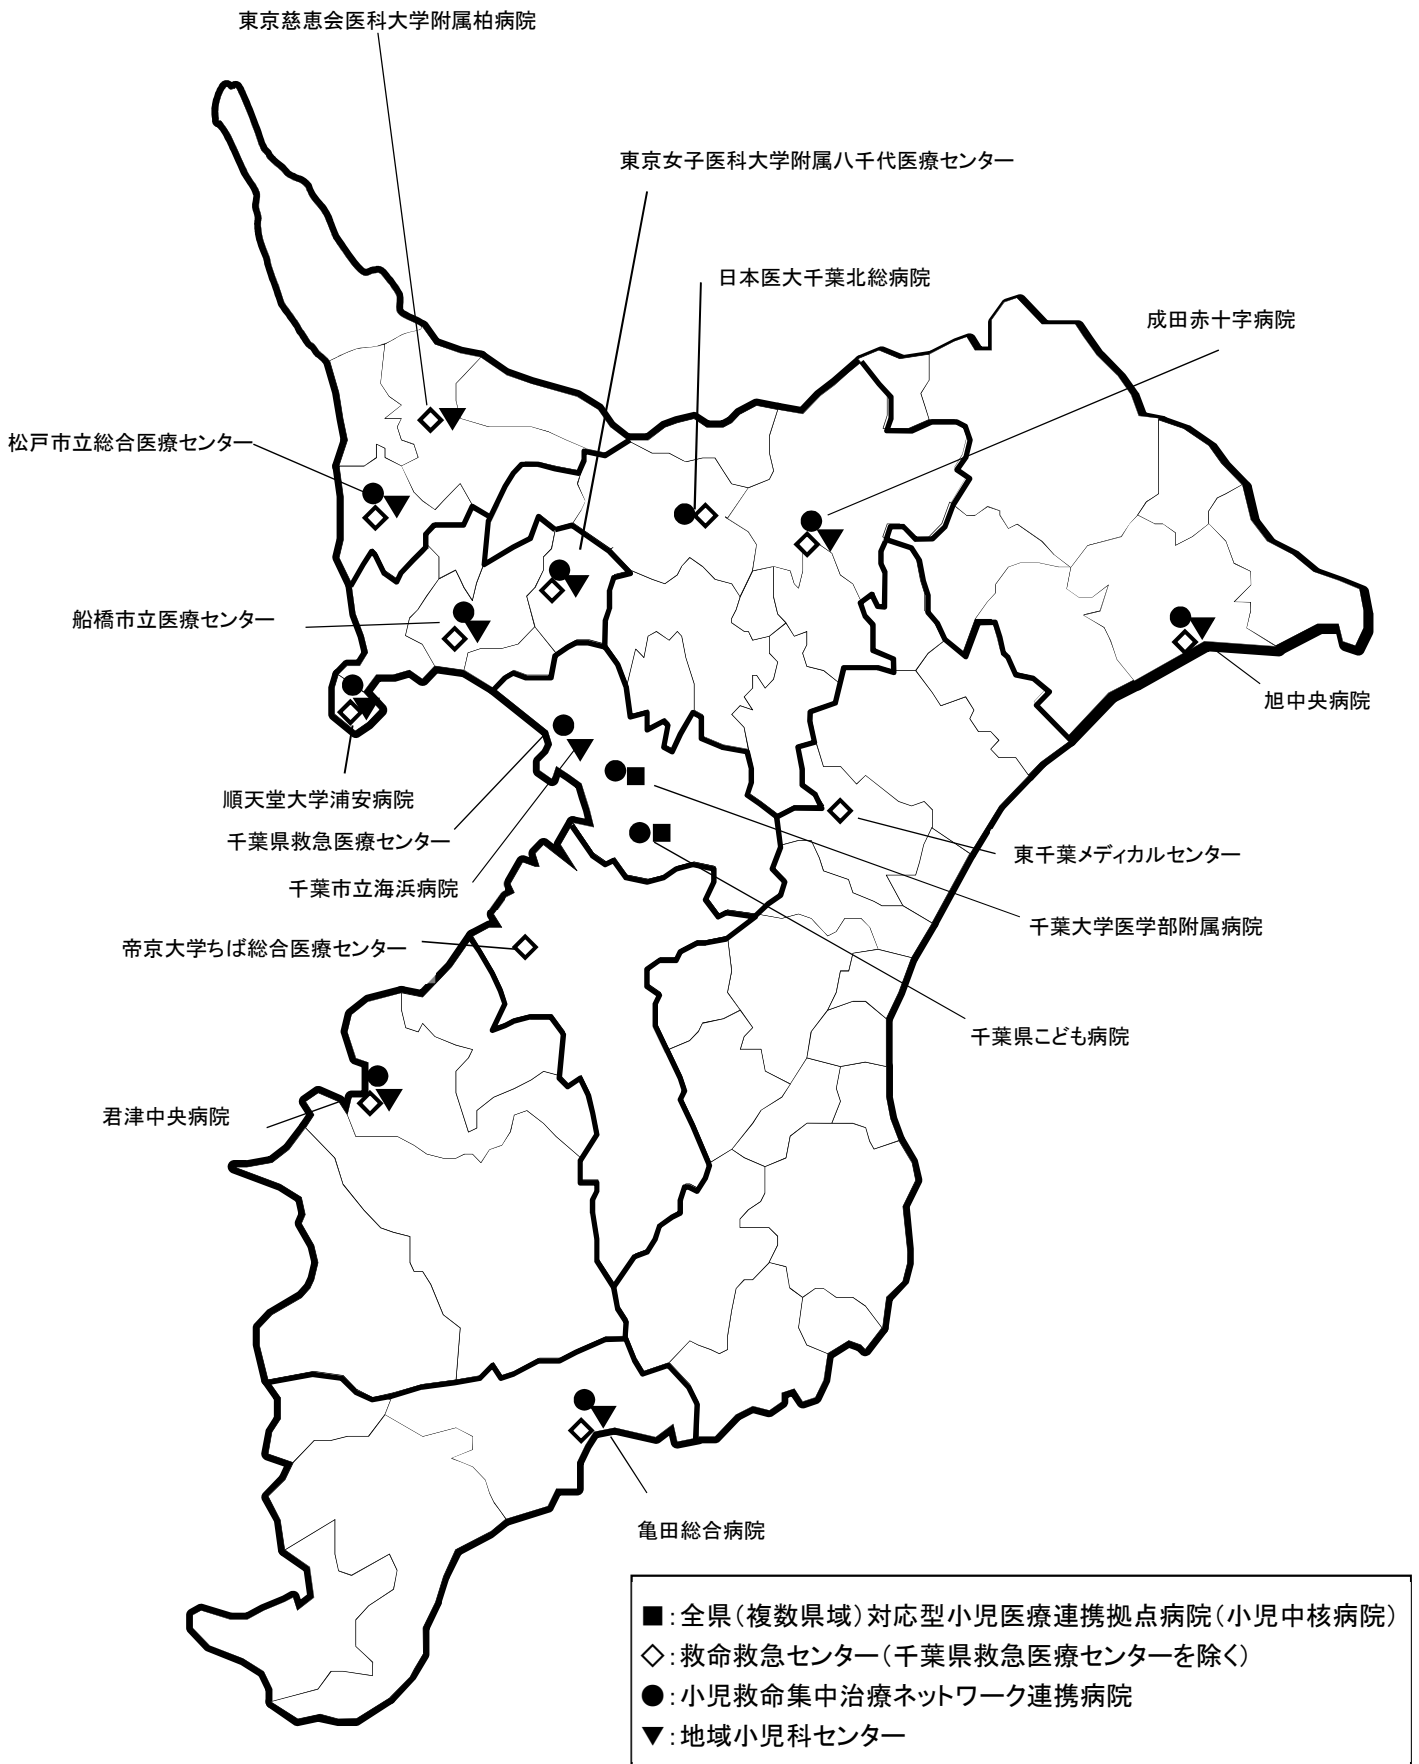 東京慈恵会医科大学附属柏病院
東京女子医科大学附属八千代医療センター
日本医大千葉北総病院
成田赤十字病院
松戸市立総合医療センター
船橋市立医療センター
旭中央病院
順天堂大学浦安病院
千葉県救急医療センター
東千葉メディカルセンター
千葉市立海浜病院
千葉大学医学部附属病院
帝京大学ちば総合医療センター
千葉県こども病院
君津中央病院
亀田総合病院
■:全県(複数県域)対応型小児医療連携拠点病院(小児中核病院)
◇:救命救急センター(千葉県救急医療センターを除く)
●:小児救命集中治療ネットワーク連携病院
▼:地域小児科センター